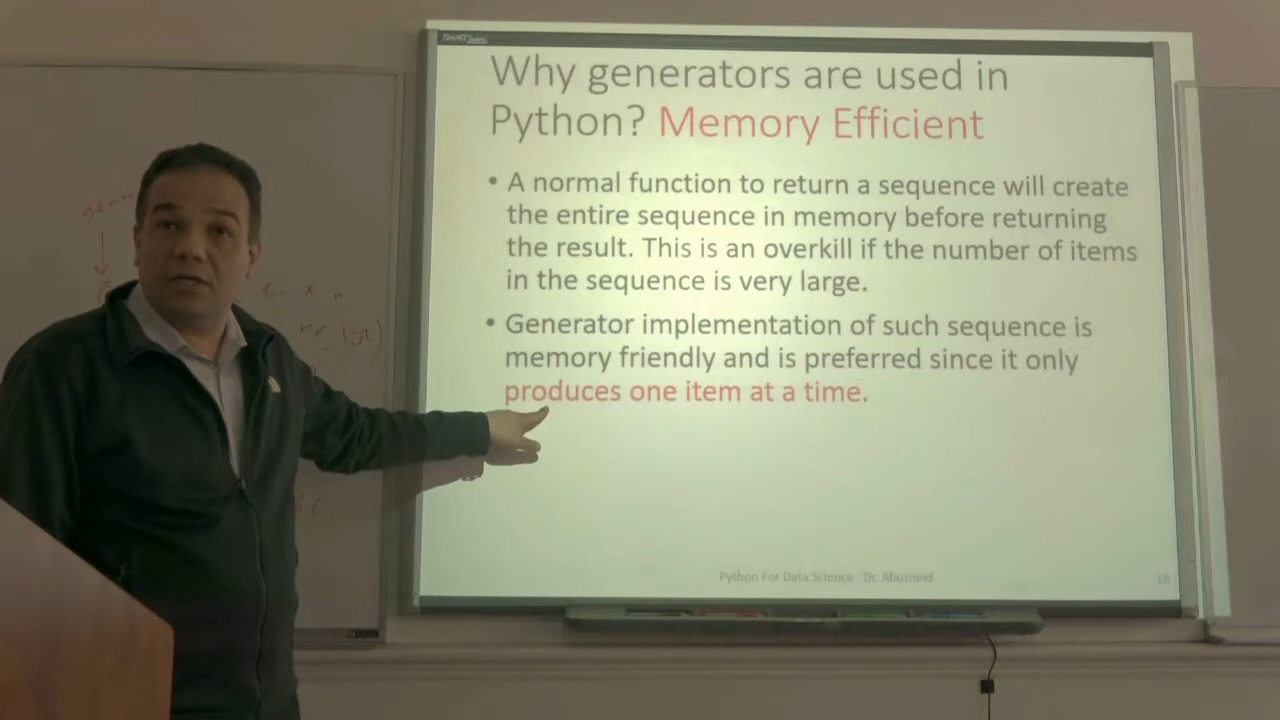 SMART Board
Why generators are used in
Python? Memory Efficient
• A normal function to return a sequence will create
the entire sequence in memory before returning
the result. This is an overkill if the number of items
in the sequence is very large.
• Generator implementation of such sequence is
memory friendly and is preferred since it only
produces one item at a time.
Python For Data Science Dr. Abuzneid
18